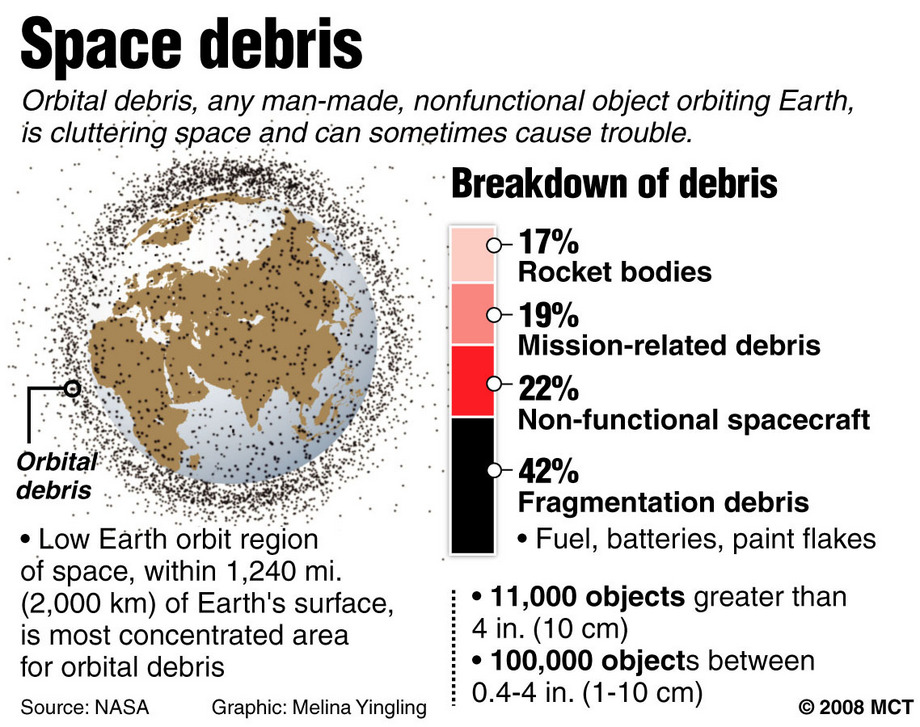 Space debris
Orbital debris, any man-made, nonfunctional object orbiting Earth,
is cluttering space and can sometimes cause trouble.
Breakdown of debris
17%
Rocket bodies
19%
Mission-related debris
22%
Non-functional spacecraft
42%
Fragmentation debris
• Fuel, batteries, paint flakes
Orbital
debris
• Low Earth orbit region
of space, within 1,240 mi.
(2,000 km) of Earth's surface,
is most concentrated area
for orbital debris
• 11,000 objects greater than
4 in. (10 cm)
• 100,000 objects between
0.4-4 in. (1-10 cm)
Source: NASA
Graphic: Melina Yingling
© 2008 MCT